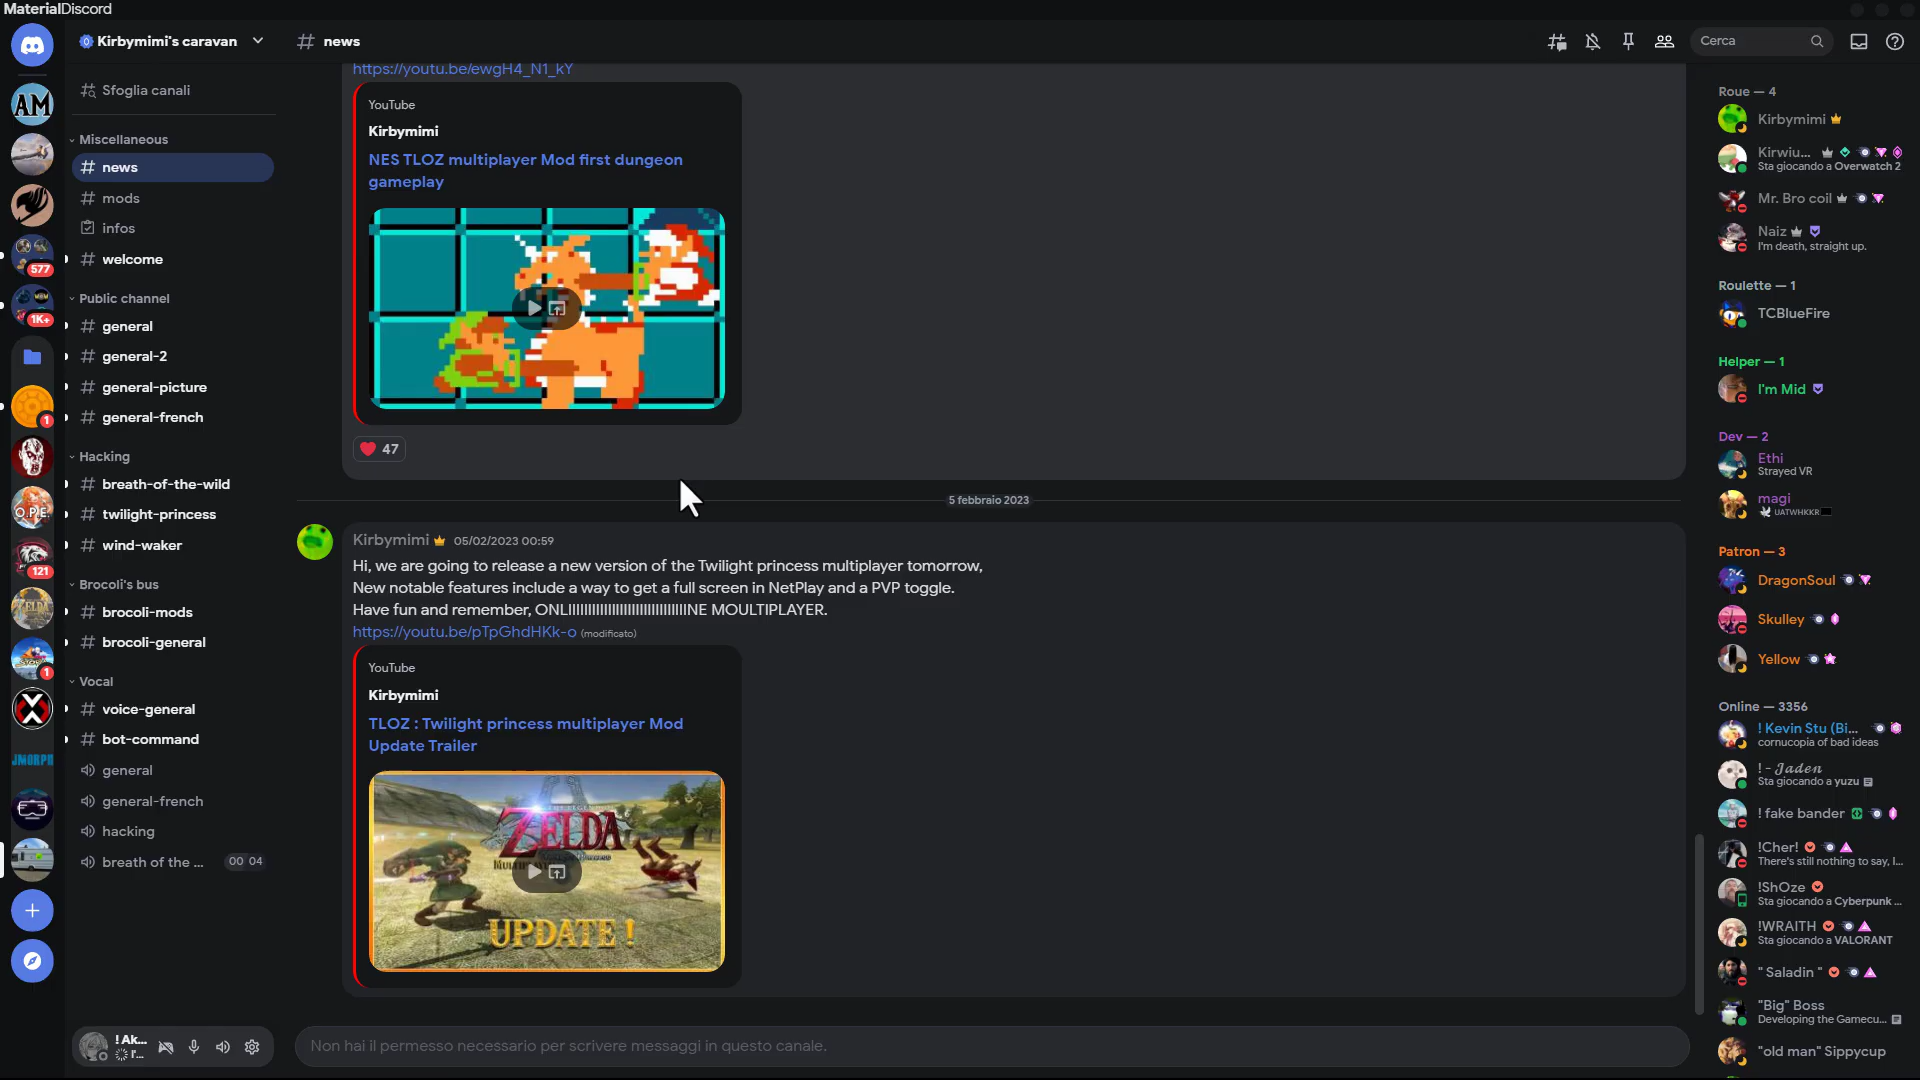 MaterialDiscord
Kirbymimi's caravan
news
Cerca
Sfoglia canali
Miscellaneous
news
mods
infos
welcome
Public channel
general
general-2
general-picture
general-french
Hacking
breath-of-the-wild
twilight-princess
wind-waker
Brocoli's bus
brocoli-mods
brocoli-general
Vocal
voice-general
bot-command
general
general-french
hacking
breath of the ...
00 04
AM
577
1K+
1
O.P.E.
121
ZELDA
1
JMORPH
! Ak...
I'...
https://youtu.be/ewgH4_N1_kY
YouTube
Kirbymimi
NES TLOZ multiplayer Mod first dungeon
gameplay
47
5 febbraio 2023
Kirbymimi 05/02/2023 00:59
Hi, we are going to release a new version of the Twilight princess multiplayer tomorrow,
New notable features include a way to get a full screen in NetPlay and a PVP toggle.
Have fun and remember, ONLIIIIIIIIIIIIIIIIIIIIIIIIIIIIIINE MOULTIPLAYER.
https://youtu.be/pTpGhdHKk-o (modificato)
YouTube
Kirbymimi
TLOZ : Twilight princess multiplayer Mod
Update Trailer
ZELDA
UPDATE !
Non hai il permesso necessario per scrivere messaggi in questo canale.
Roue — 4
Kirbymimi
Kirwiu...
Sta giocando a Overwatch 2
Mr. Bro coil
Naiz
I'm death, straight up.
Roulette — 1
TCBlueFire
Helper — 1
I'm Mid
Dev — 2
Ethi
Strayed VR
magi
UATWHKKR
Patron — 3
DragonSoul
Skulley
Yellow
Online — 3356
! Kevin Stu (Bi...
cornucopia of bad ideas
! - 𝓙𝓪𝓭𝓮𝓷
Sta giocando a yuzu
! fake bander
!Cher!
There's still nothing to say, I...
!ShOze
Sta giocando a Cyberpunk ...
!WRAITH
Sta giocando a VALORANT
" Saladin "
"Big" Boss
Developing the Gamecu...
"old man" Sippycup